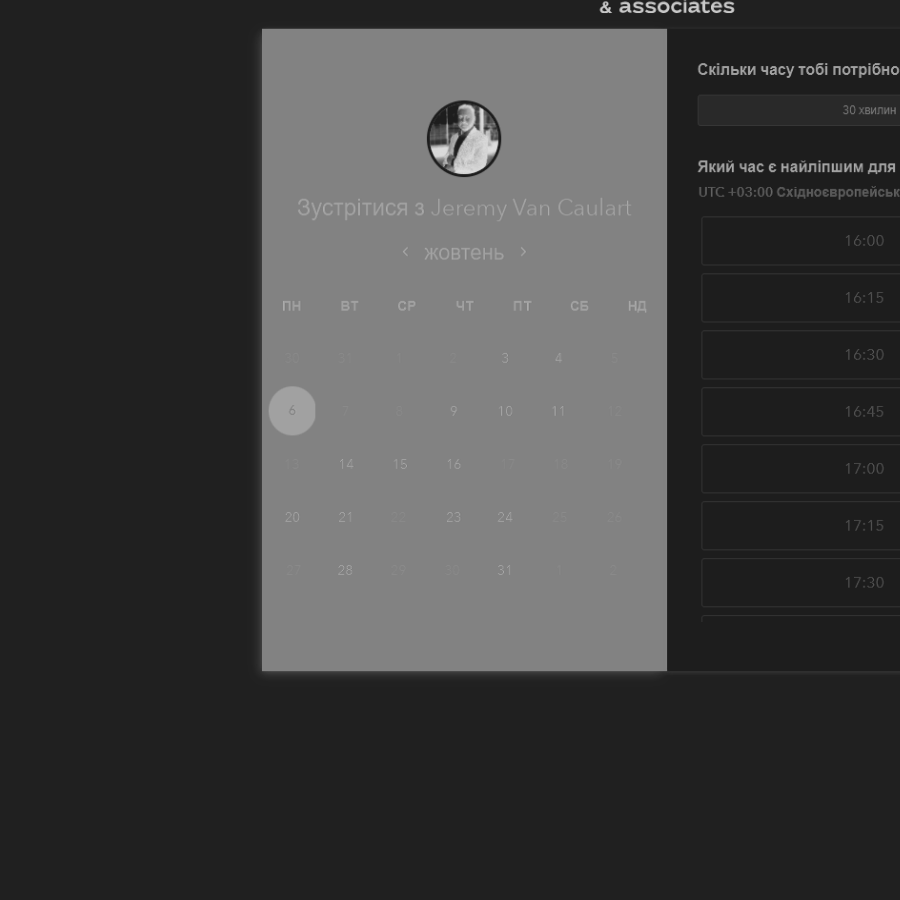 & associates
Зустрітися з Jeremy Van Caulart
жовтень
ПН ВТ СР ЧТ ПТ СБ НД
30 31 1 2 3 4 5
6 7 8 9 10 11 12
13 14 15 16 17 18 19
20 21 22 23 24 25 26
27 28 29 30 31 1 2
Скільки часу тобі потрібно
30 хвилин
Який час є найліпшим для
UTC +03:00 Східноєвропейськ
16:00
16:15
16:30
16:45
17:00
17:15
17:30